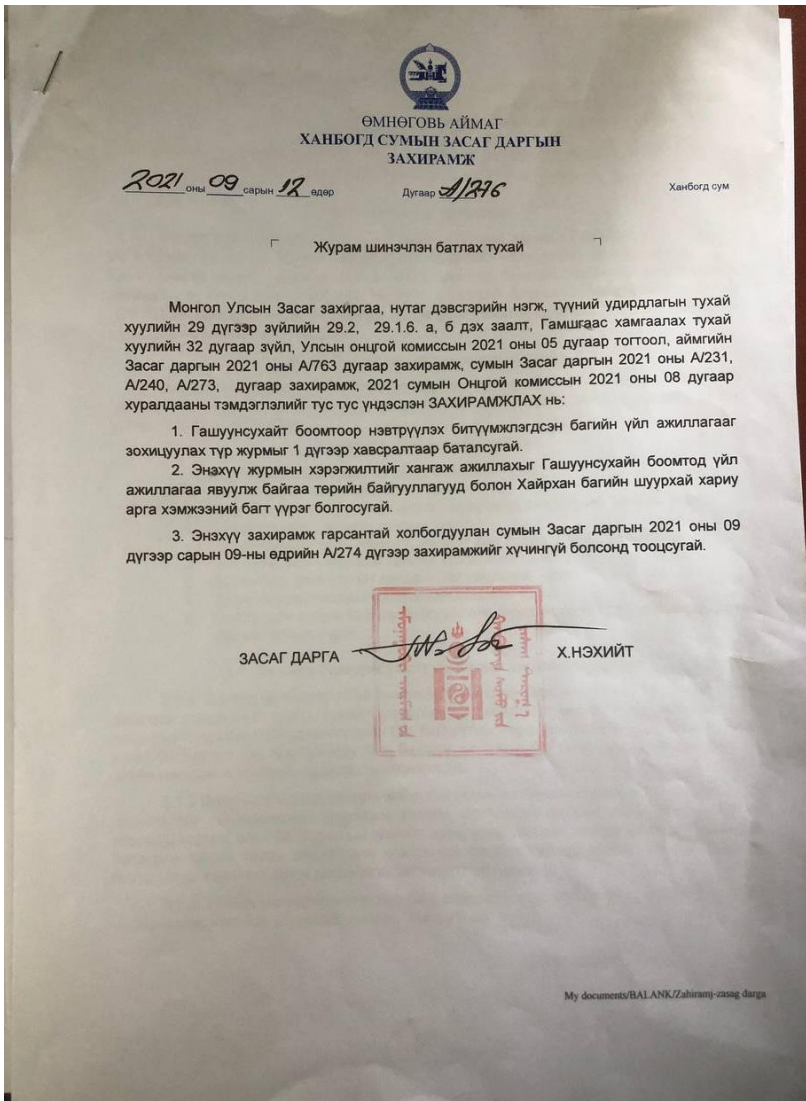 ӨМНӨГОВЬ АЙМАГ
ХАНБОГД СУМЫН ЗАСАГ ДАРГЫН
ЗАХИРАМЖ
2021 оны 09 сарын 12 өдөр Дугаар А/276 Ханбогд сум
Журам шинэчлэн батлах тухай
Монгол Улсын Засаг захиргаа, нутаг дэвсгэрийн нэгж, түүний удирдлагын тухай
хуулийн 29 дүгээр зүйлийн 29.2, 29.1.6. а, б дэх заалт, Гамшгаас хамгаалах тухай
хуулийн 32 дугаар зүйл, Улсын онцгой комиссын 2021 оны 05 дугаар тогтоол, аймгийн
Засаг даргын 2021 оны А/763 дугаар захирамж, сумын Засаг даргын 2021 оны А/231,
А/240, А/273, дугаар захирамж, 2021 сумын Онцгой комиссын 2021 оны 08 дугаар
хуралдааны тэмдэглэлийг тус тус үндэслэн ЗАХИРАМЖЛАХ нь:
1. Гашуунсухайт боомтоор нэвтрүүлэх битүүмжлэгдсэн багийн үйл ажиллагааг
зохицуулах түр журмыг 1 дүгээр хавсралтаар баталсугай.
2. Энэхүү журмын хэрэгжилтийг хангаж ажиллахыг Гашуунсухайн боомтод үйл
ажиллагаа явуулж байгаа төрийн байгууллагууд болон Хайрхан багийн шуурхай хариу
арга хэмжээний багт үүрэг болгосугай.
3. Энэхүү захирамж гарсантай холбогдуулан сумын Засаг даргын 2021 оны 09
дүгээр сарын 09-ны өдрийн А/274 дүгээр захирамжийг хүчингүй болсонд тооцсугай.
ЗАСАГ ДАРГА Х.НЭХИЙТ
My documents/BALANK/Zahiramj-zasag darga